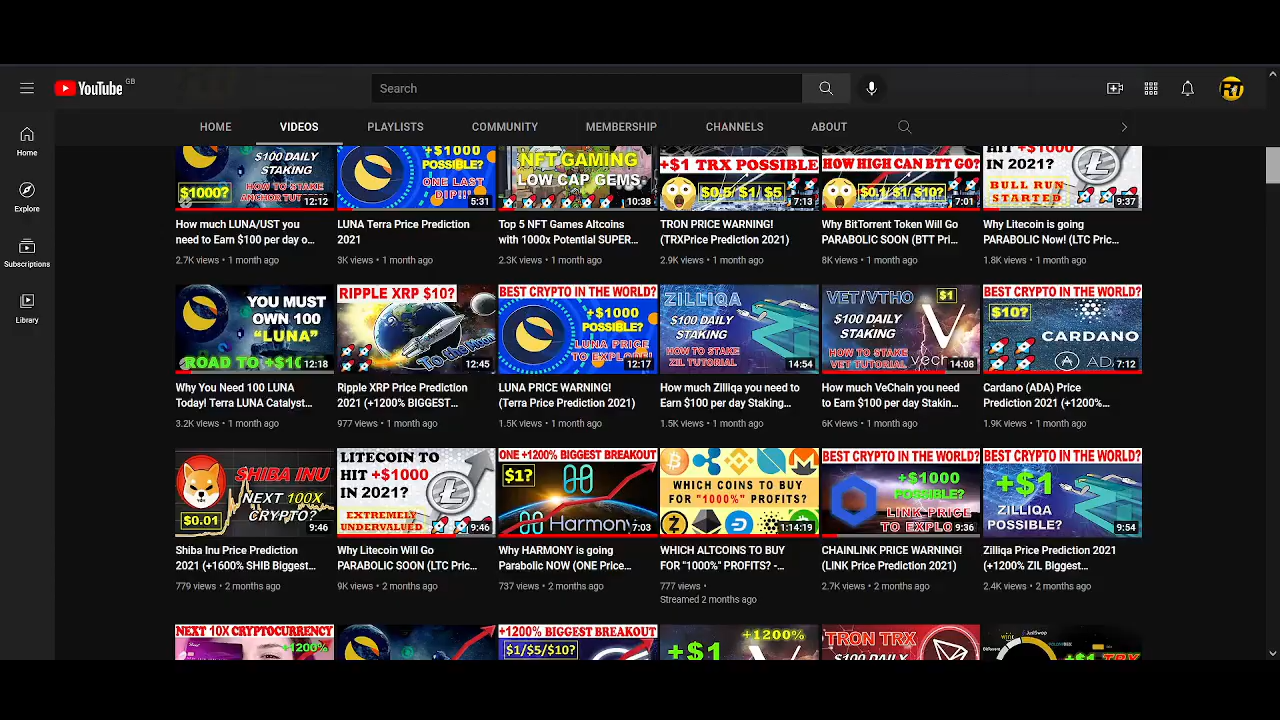 YouTube GB
Search
HOME VIDEOS PLAYLISTS COMMUNITY MEMBERSHIP CHANNELS ABOUT
Home
Explore
Subscriptions
Library
$100 DAILY
STAKING
$1000?
HOW TO STAKE
12:12
How much LUNA/UST you
need to Earn $100 per day o...
2.7K views • 1 month ago
+$1000
POSSIBLE?
ONE LAST
DIP!!
5:31
LUNA Terra Price Prediction
2021
3K views • 1 month ago
NFT GAMING
LOW CAP GEMS
10:38
Top 5 NFT Games Altcoins
with 1000x Potential SUPER...
2.3K views • 1 month ago
+$1 TRX POSSIBLE
$0.5/ $1/ $5
7:13
TRON PRICE WARNING!
(TRXPrice Prediction 2021)
2.9K views • 1 month ago
HOW HIGH CAN BTT GO?
$0.1/$1/$10?
7:01
Why BitTorrent Token Will Go
PARABOLIC SOON (BTT Pri...
8K views • 1 month ago
HIT +$1000
IN 2021?
BULL RUN
STARTED
9:37
Why Litecoin is going
PARABOLIC Now! (LTC Pric...
1.8K views • 1 month ago
YOU MUST
OWN 100
"LUNA"
12:18
Why You Need 100 LUNA
Today! Terra LUNA Catalyst...
3.2K views • 1 month ago
RIPPLE XRP $10?
To the Moon
12:45
Ripple XRP Price Prediction
2021 (+1200% BIGGEST...
977 views • 1 month ago
BEST CRYPTO IN THE WORLD?
+$1000
POSSIBLE?
LUNA PRICE
12:17
LUNA PRICE WARNING!
(Terra Price Prediction 2021)
1.5K views • 1 month ago
ZILLIQA
$100 DAILY
STAKING
HOW TO STAKE
ZIL TUTORIAL
14:54
How much Zilliqa you need to
Earn $100 per day Staking...
1.5K views • 1 month ago
VET/VTHO
$1
$100 DAILY
STAKING
HOW TO STAKE
VET TUTORIAL
14:08
How much VeChain you need
to Earn $100 per day Stakin...
6K views • 1 month ago
BEST CRYPTO IN THE WORLD?
$10?
CARDANO
7:12
Cardano (ADA) Price
Prediction 2021 (+1200%...
1.9K views • 1 month ago
SHIBA INU
NEXT 100X
CRYPTO?
$0.01
9:46
Shiba Inu Price Prediction
2021 (+1600% SHIB Biggest...
779 views • 2 months ago
LITECOIN TO
HIT +$1000
IN 2021?
EXTREMELY
UNDERVALUED
9:46
Why Litecoin Will Go
PARABOLIC SOON (LTC Pric...
9K views • 2 months ago
ONE +1200% BIGGEST BREAKOUT
$1?
Harmony
7:03
Why HARMONY is going
Parabolic NOW (ONE Price...
737 views • 2 months ago
WHICH COINS TO BUY
FOR "1000%" PROFITS?
1:14:19
WHICH ALTCOINS TO BUY
FOR "1000%" PROFITS? -...
777 views •
Streamed 2 months ago
BEST CRYPTO IN THE WORLD?
+$1000
POSSIBLE?
LINK PRICE
TO EXPLO
9:36
CHAINLINK PRICE WARNING!
(LINK Price Prediction 2021)
2.7K views • 2 months ago
BEST CRYPTO IN THE WORLD?
+$1
ZILLIQA
POSSIBLE?
9:54
Zilliqa Price Prediction 2021
(+1200% ZIL Biggest...
2.4K views • 2 months ago
NEXT 10X CRYPTOCURRENCY
+1200%
+1200% BIGGEST BREAKOUT
$1/$5/$10?
+1200%
+$1
TRON TRX
$100 DAILY
JustSwap